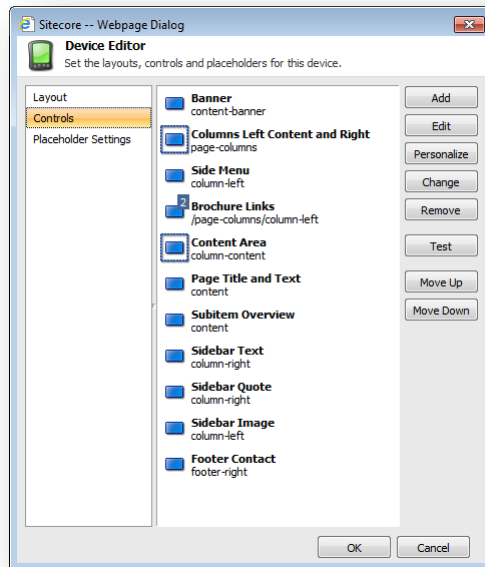 Sitecore -- Webpage Dialog
Device Editor
Set the layouts, controls and placeholders for this device.
Layout
Controls
Placeholder Settings
Banner
content-banner
Columns Left Content and Right
page-columns
Side Menu
column-left
2
Brochure Links
/page-columns/column-left
Content Area
column-content
Page Title and Text
content
Subitem Overview
content
Sidebar Text
column-right
Sidebar Quote
column-right
Sidebar Image
column-left
Footer Contact
footer-right
Add
Edit
Personalize
Change
Remove
Test
Move Up
Move Down
OK
Cancel